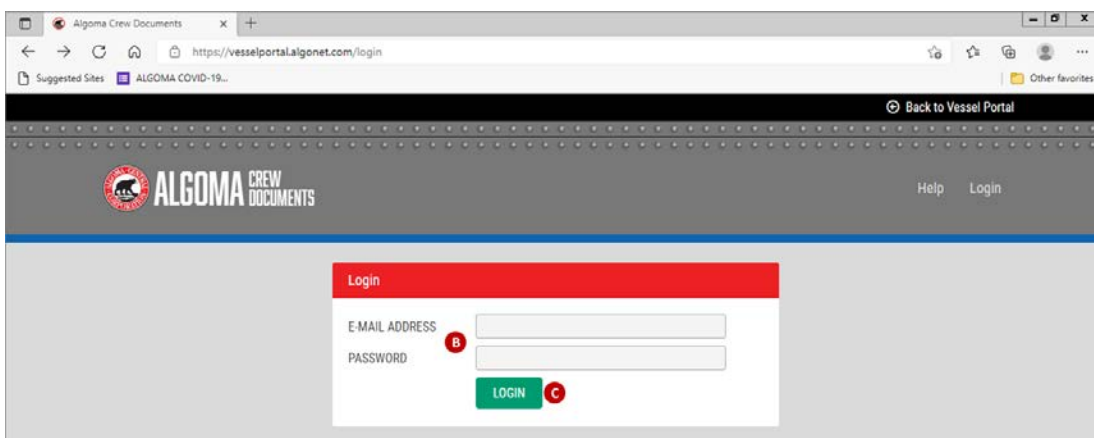 Algoma Crew Documents
https://vesselportal.algonet.com/login
Suggested Sites ALGOMA COVID-19... Other favorites
Back to Vessel Portal
ALGOMA CREW DOCUMENTS
Help Login
Login
E-MAIL ADDRESS
B
PASSWORD
LOGIN C